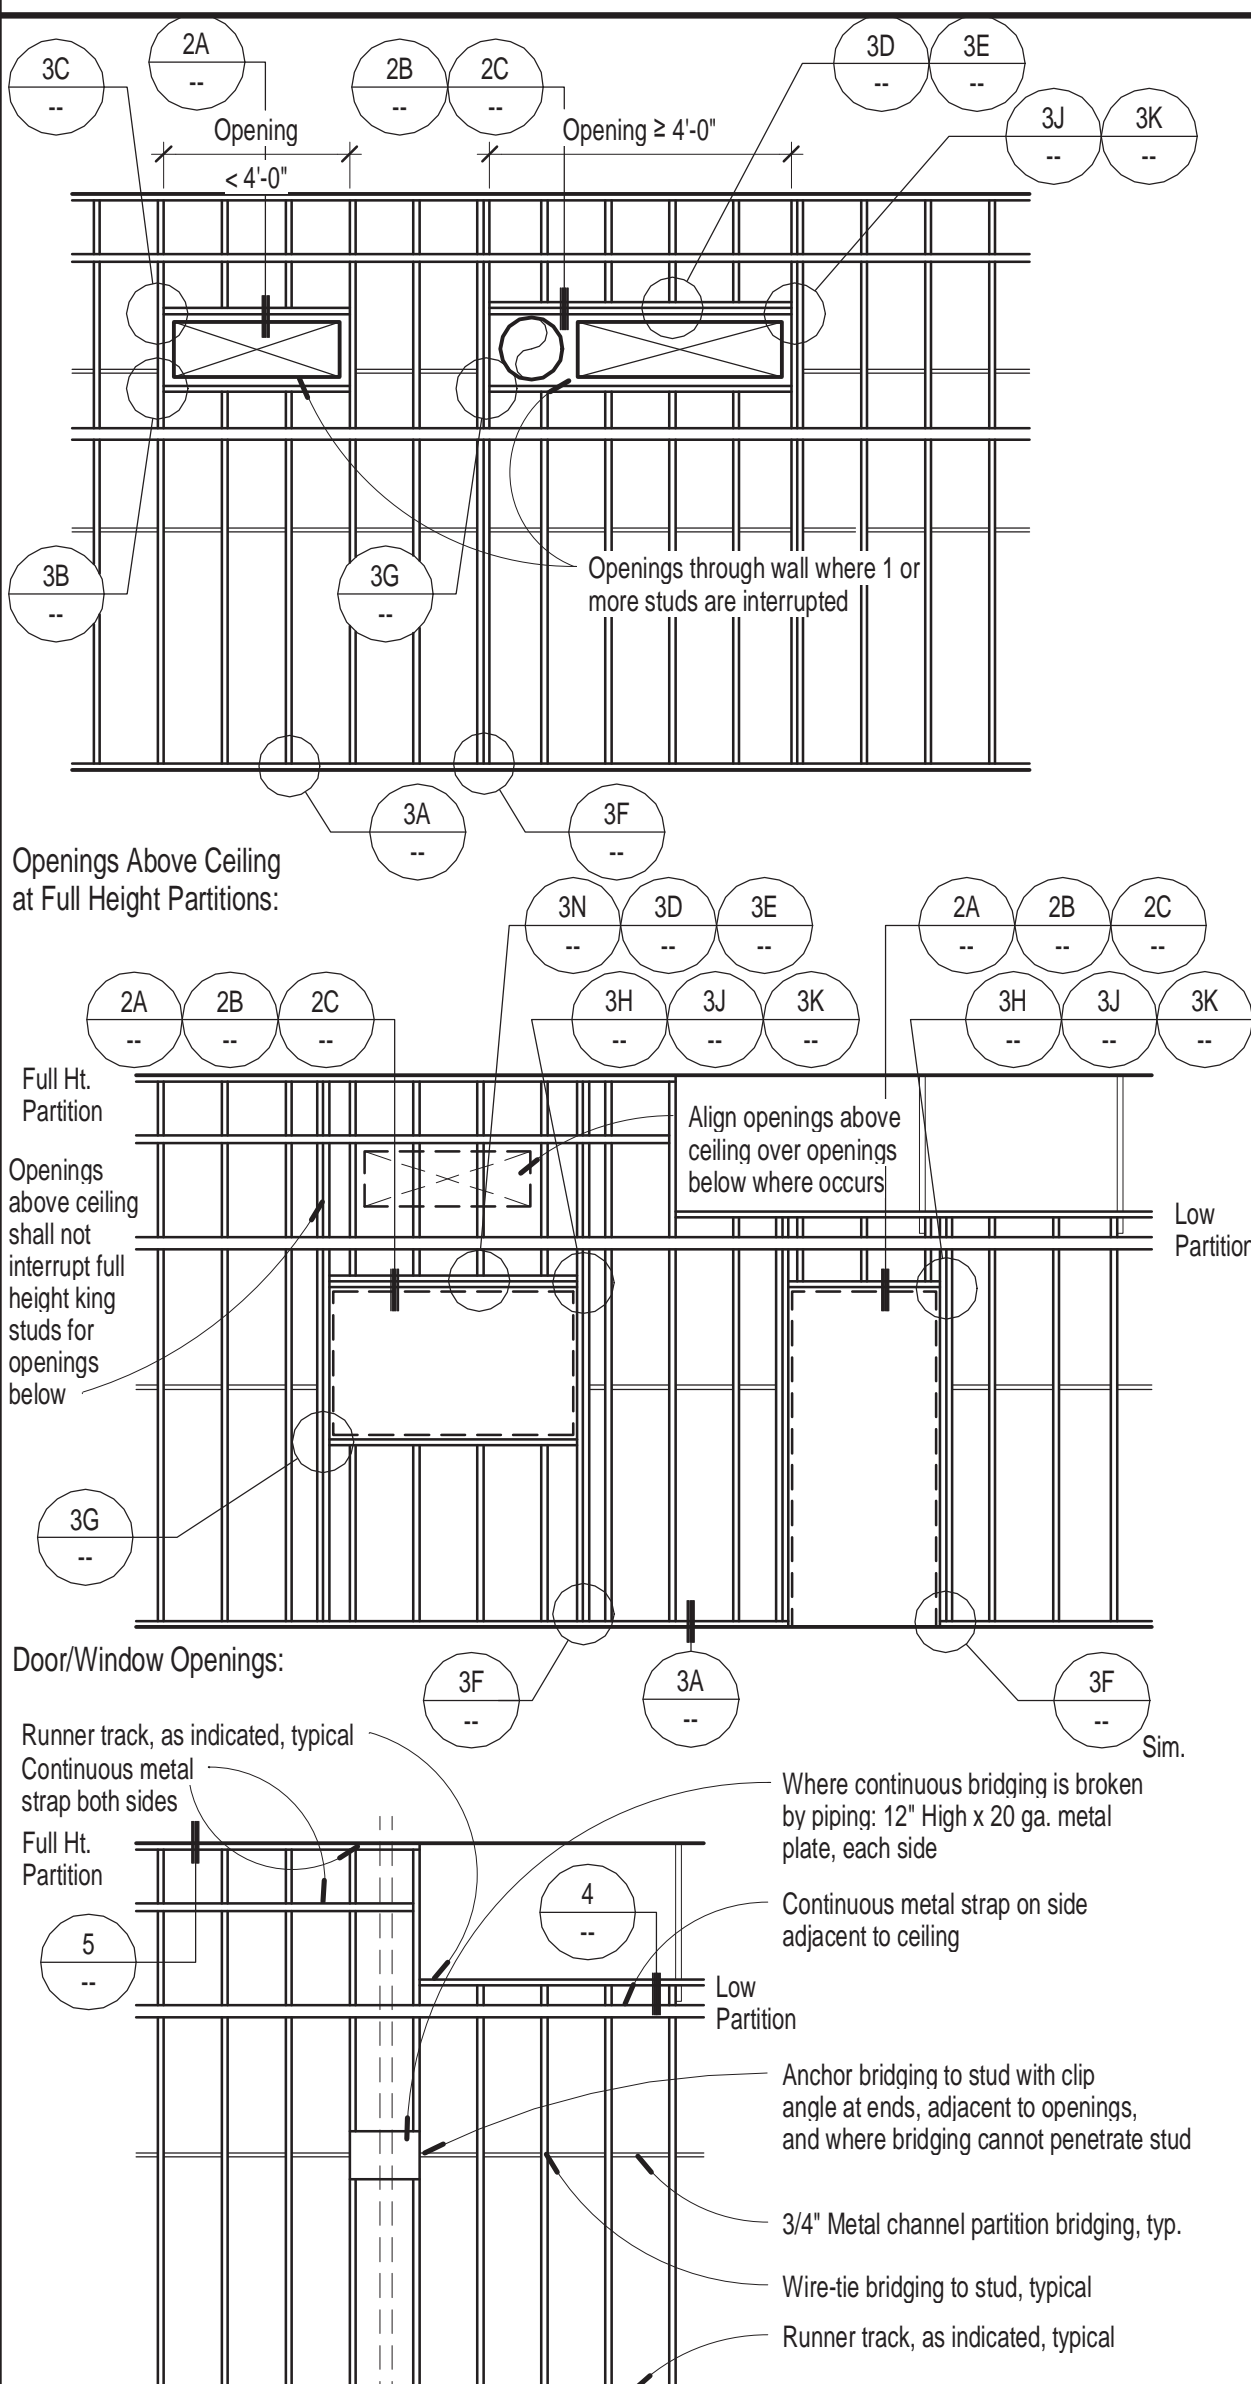 2A
--
3C
--
2B
--
2C
--
3D
--
3E
--
3J
--
3K
--
Opening
< 4'-0"
Opening ≥ 4'-0"
3B
--
3G
--
Openings through wall where 1 or
more studs are interrupted
3A
--
3F
--
Openings Above Ceiling
at Full Height Partitions:
3N
--
3D
--
3E
--
2A
--
2B
--
2C
--
2A
--
2B
--
2C
--
3H
--
3J
--
3K
--
3H
--
3J
--
3K
--
Full Ht.
Partition
Align openings above
ceiling over openings
below where occurs
Openings
above ceiling
shall not
interrupt full
height king
studs for
openings
below
Low
Partition
3G
--
Door/Window Openings:
3F
--
3A
--
3F
--
Sim.
Runner track, as indicated, typical
Continuous metal
strap both sides
Full Ht.
Partition
Where continuous bridging is broken
by piping: 12" High x 20 ga. metal
plate, each side
4
--
5
--
Continuous metal strap on side
adjacent to ceiling
Low
Partition
Anchor bridging to stud with clip
angle at ends, adjacent to openings,
and where bridging cannot penetrate stud
3/4" Metal channel partition bridging, typ.
Wire-tie bridging to stud, typical
Runner track, as indicated, typical